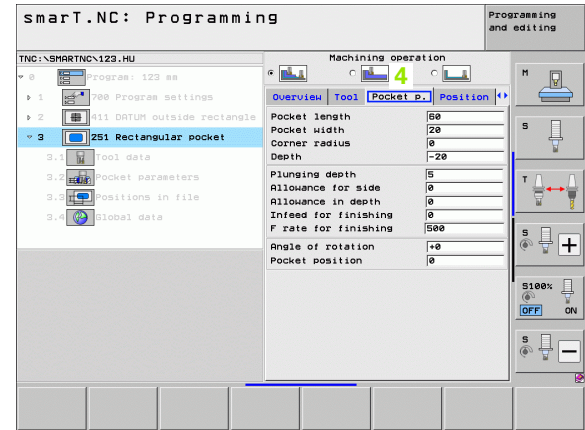 smarT.NC: Programming
Programming
and editing
TNC:\SMARTNC\123.HU
0 Program: 123 mm
1 700 Program settings
2 411 DATUM outside rectangle
3 251 Rectangular pocket
3.1 Tool data
3.2 Pocket parameters
3.3 Positions in file
3.4 Global data
Machining operation
4
Overview Tool Pocket p. Position
Pocket length 60
Pocket width 20
Corner radius 0
Depth -20
Plunging depth 5
Allowance for side 0
Allowance in depth 0
Infeed for finishing 0
F rate for finishing 500
Angle of rotation +0
Pocket position 0
M
S
T
S
S100%
OFF ON
S